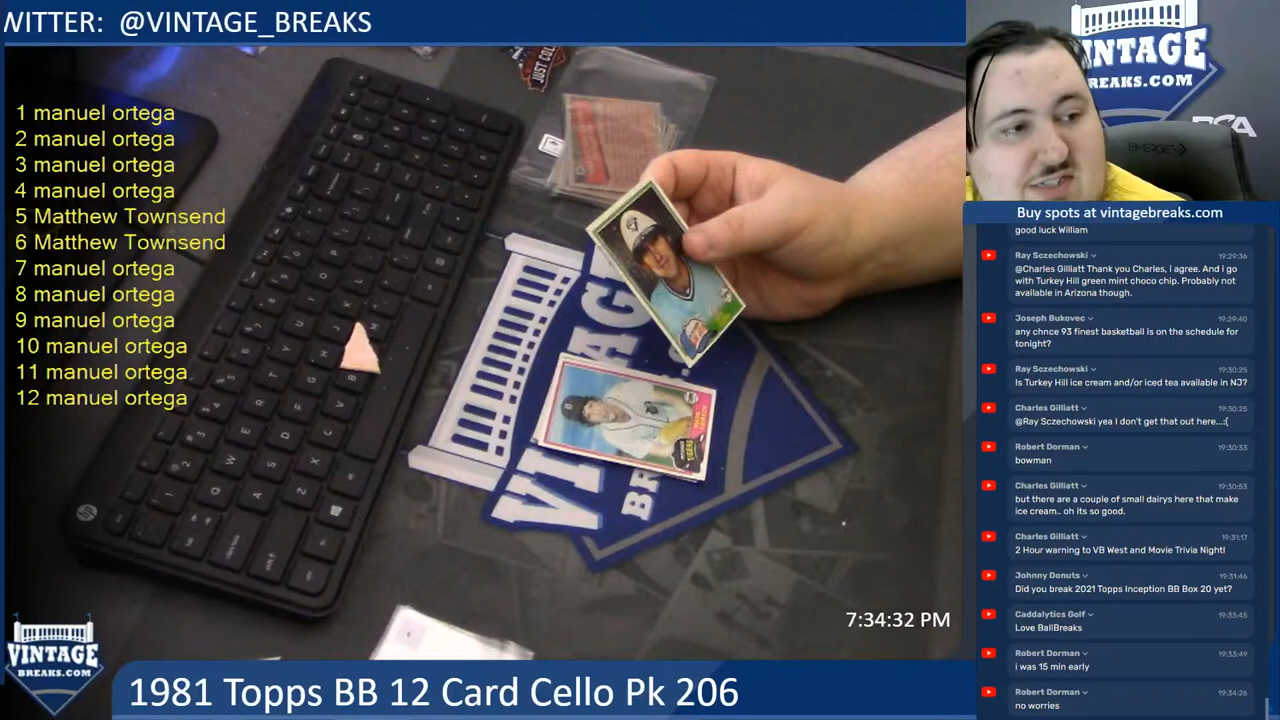 WITTER: @VINTAGE_BREAKS
1 manuel ortega
2 manuel ortega
3 manuel ortega
4 manuel ortega
5 Matthew Townsend
6 Matthew Townsend
7 manuel ortega
8 manuel ortega
9 manuel ortega
10 manuel ortega
11 manuel ortega
12 manuel ortega
JUST COL
TIGERS
7:34:32 PM
VINTAGE
BREAKS.COM
1981 Topps BB 12 Card Cello Pk 206
INTAGE
BREAKS.COM
PSA
Buy spots at vintagebreaks.com
good luck William
Ray Sczechowski 19:29:36
@Charles Gilliatt Thank you Charles, i agree. And i go
with Turkey Hill green mint choco chip. Probably not
available in Arizona though.
Joseph Bukovec 19:29:40
any chnce 93 finest basketball is on the schedule for
tonight?
Ray Sczechowski 19:30:25
Is Turkey Hill ice cream and/or iced tea available in NJ?
Charles Gilliatt 19:30:25
@Ray Sczechowski yea I don't get that out here...:(
Robert Dorman 19:30:33
bowman
Charles Gilliatt 19:30:53
but there are a couple of small dairys here that make
ice cream.. oh its so good.
Charles Gilliatt 19:31:17
2 Hour warning to VB West and Movie Trivia Night!
Johnny Donuts 19:31:46
Did you break 2021 Topps Inception BB Box 20 yet?
Caddalytics Golf 19:33:45
Love BallBreaks
Robert Dorman 19:33:49
i was 15 min early
Robert Dorman 19:34:26
no worries